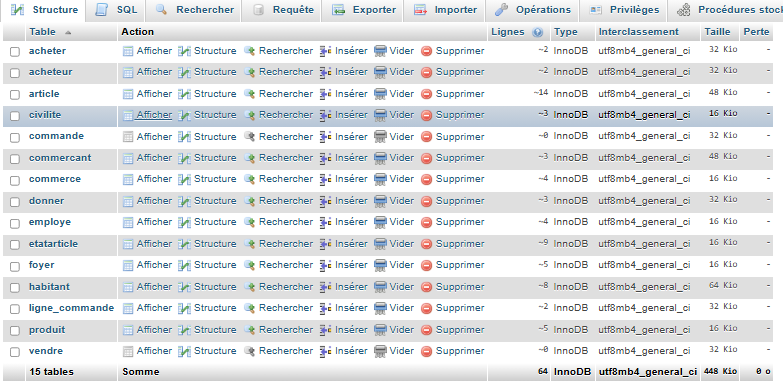 Structure SQL Rechercher Requête Exporter Importer Opérations Privilèges Procédures stock
Table Action Lignes Type Interclassement Taille Perte
acheter Afficher Structure Rechercher Insérer Vider Supprimer ~2 InnoDB utf8mb4_general_ci 32 Kio -
acheteur Afficher Structure Rechercher Insérer Vider Supprimer ~2 InnoDB utf8mb4_general_ci 32 Kio -
article Afficher Structure Rechercher Insérer Vider Supprimer ~14 InnoDB utf8mb4_general_ci 48 Kio -
civilite Afficher Structure Rechercher Insérer Vider Supprimer ~3 InnoDB utf8mb4_general_ci 16 Kio -
commande Afficher Structure Rechercher Insérer Vider Supprimer ~0 InnoDB utf8mb4_general_ci 32 Kio -
commercant Afficher Structure Rechercher Insérer Vider Supprimer ~3 InnoDB utf8mb4_general_ci 48 Kio -
commerce Afficher Structure Rechercher Insérer Vider Supprimer ~4 InnoDB utf8mb4_general_ci 16 Kio -
donner Afficher Structure Rechercher Insérer Vider Supprimer ~3 InnoDB utf8mb4_general_ci 32 Kio -
employe Afficher Structure Rechercher Insérer Vider Supprimer ~4 InnoDB utf8mb4_general_ci 16 Kio -
etatarticle Afficher Structure Rechercher Insérer Vider Supprimer ~9 InnoDB utf8mb4_general_ci 16 Kio -
foyer Afficher Structure Rechercher Insérer Vider Supprimer ~5 InnoDB utf8mb4_general_ci 16 Kio -
habitant Afficher Structure Rechercher Insérer Vider Supprimer ~8 InnoDB utf8mb4_general_ci 64 Kio -
ligne_commande Afficher Structure Rechercher Insérer Vider Supprimer ~2 InnoDB utf8mb4_general_ci 32 Kio -
produit Afficher Structure Rechercher Insérer Vider Supprimer ~5 InnoDB utf8mb4_general_ci 16 Kio -
vendre Afficher Structure Rechercher Insérer Vider Supprimer ~0 InnoDB utf8mb4_general_ci 32 Kio -
15 tables Somme 64 InnoDB utf8mb4_general_ci 448 Kio 0 o